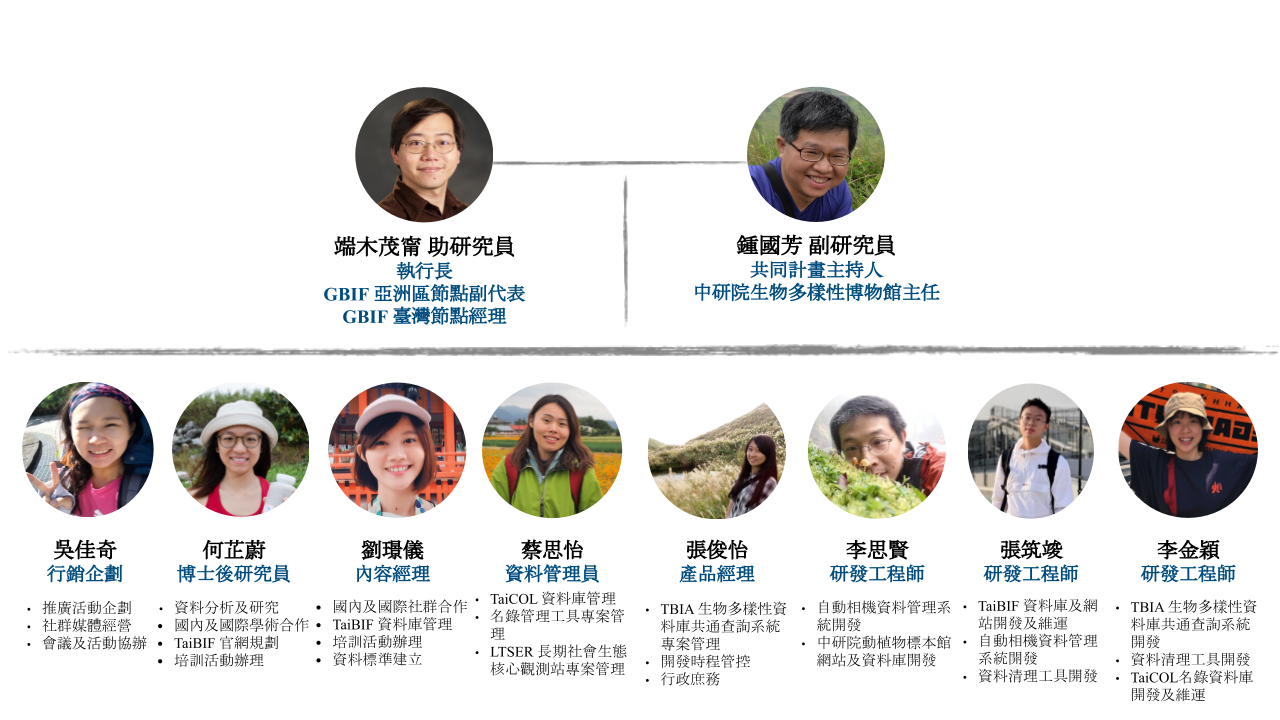 端木茂甯 助研究員
執行長
GBIF 亞洲區節點副代表
GBIF 臺灣節點經理
鍾國芳 副研究員
共同計畫主持人
中研院生物多樣性博物館主任
吳佳奇
行銷企劃
• 推廣活動企劃
• 社群媒體經營
• 會議及活動協辦
何芷蔚
博士後研究員
• 資料分析及研究
• 國內及國際學術合作
• TaiBIF 官網規劃
• 培訓活動辦理
劉璟儀
內容經理
• 國內及國際社群合作
• TaiBIF 資料庫管理
• 培訓活動辦理
• 資料標準建立
蔡思怡
資料管理員
• TaiCOL 資料庫管理
• 名錄管理工具專案管
理
• LTSER 長期社會生態
核心觀測站專案管理
張俊怡
產品經理
• TBIA 生物多樣性資
料庫共通查詢系統
專案管理
• 開發時程管控
• 行政庶務
李思賢
研發工程師
• 自動相機資料管理系
統開發
• 中研院動植物標本館
網站及資料庫開發
張筑竣
研發工程師
• TaiBIF 資料庫及網
站開發及維運
• 自動相機資料管理
系統開發
• 資料清理工具開發
李金穎
研發工程師
• TBIA 生物多樣性資
料庫共通查詢系統
開發
• 資料清理工具開發
• TaiCOL名錄資料庫
開發及維運